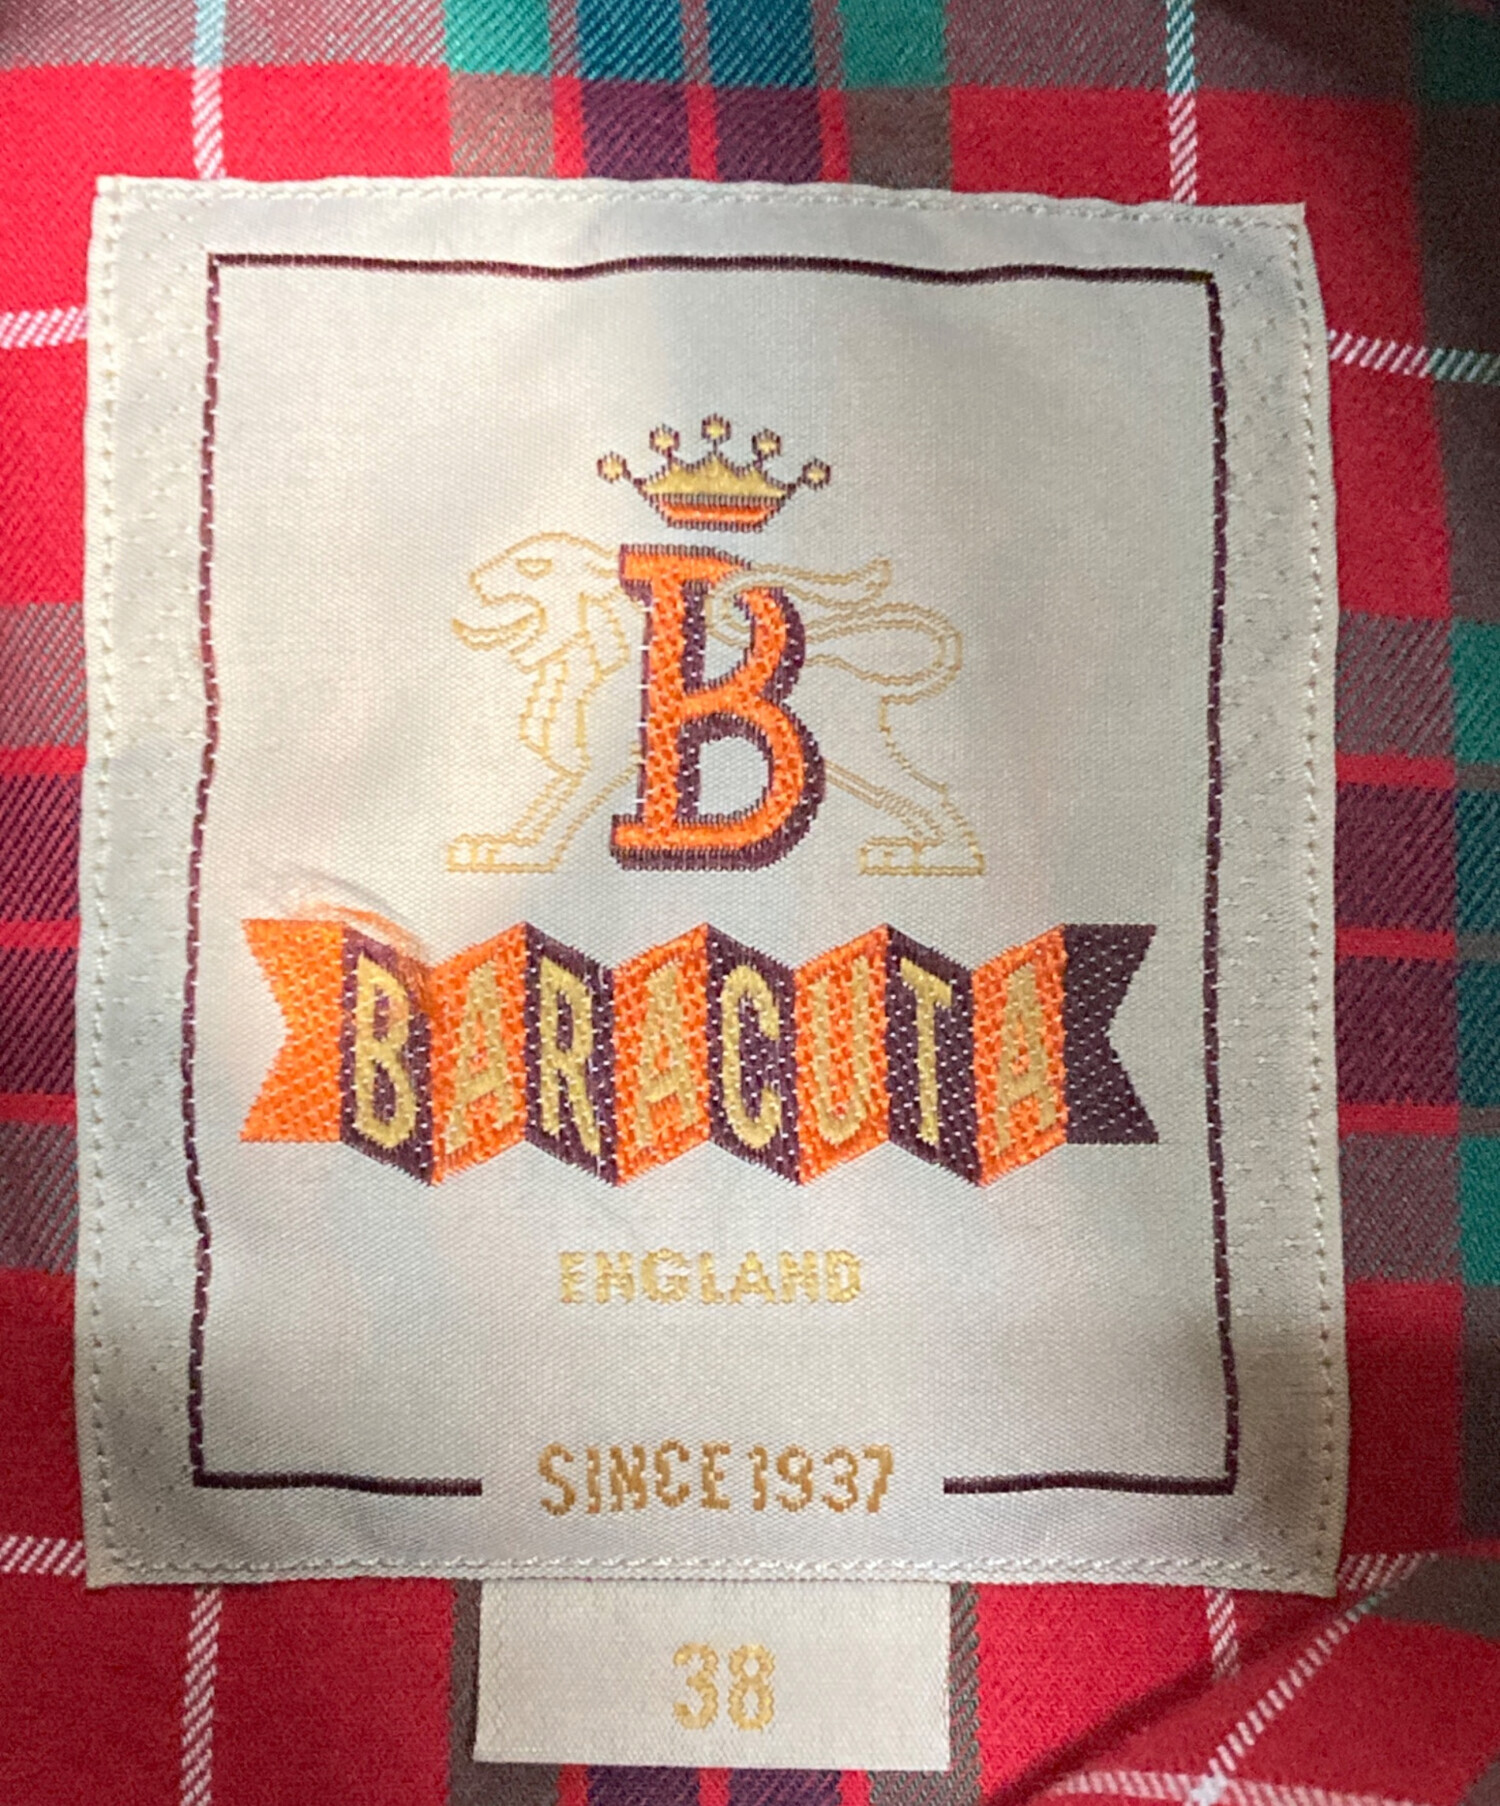 B
BARACUTA
ENGLAND
SINCE 1937
38